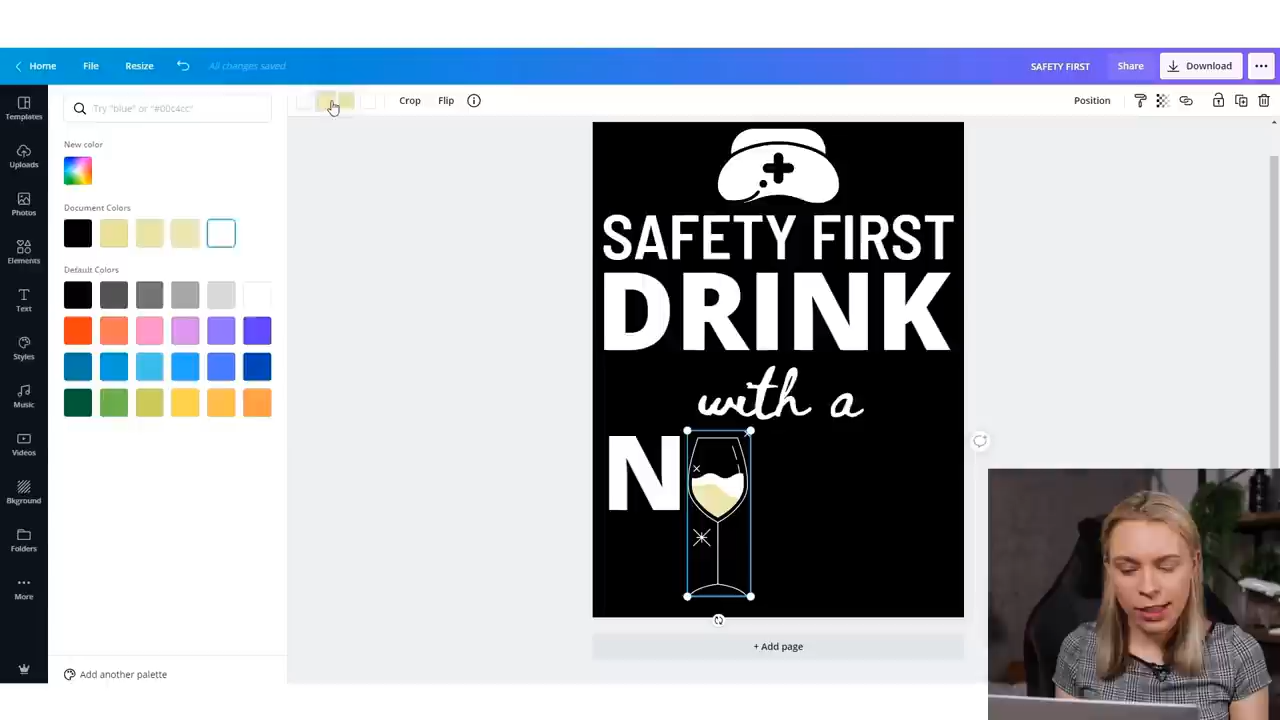 Home File Resize All changes saved SAFETY FIRST Share Download
Templates
Uploads
Photos
Elements
Text
Styles
Music
Videos
Bkground
Folders
More
Try "blue" or "#00c4cc"
New color
Document Colors
Default Colors
Add another palette
Crop Flip Position
SAFETY FIRST
DRINK
with a
N
+ Add page